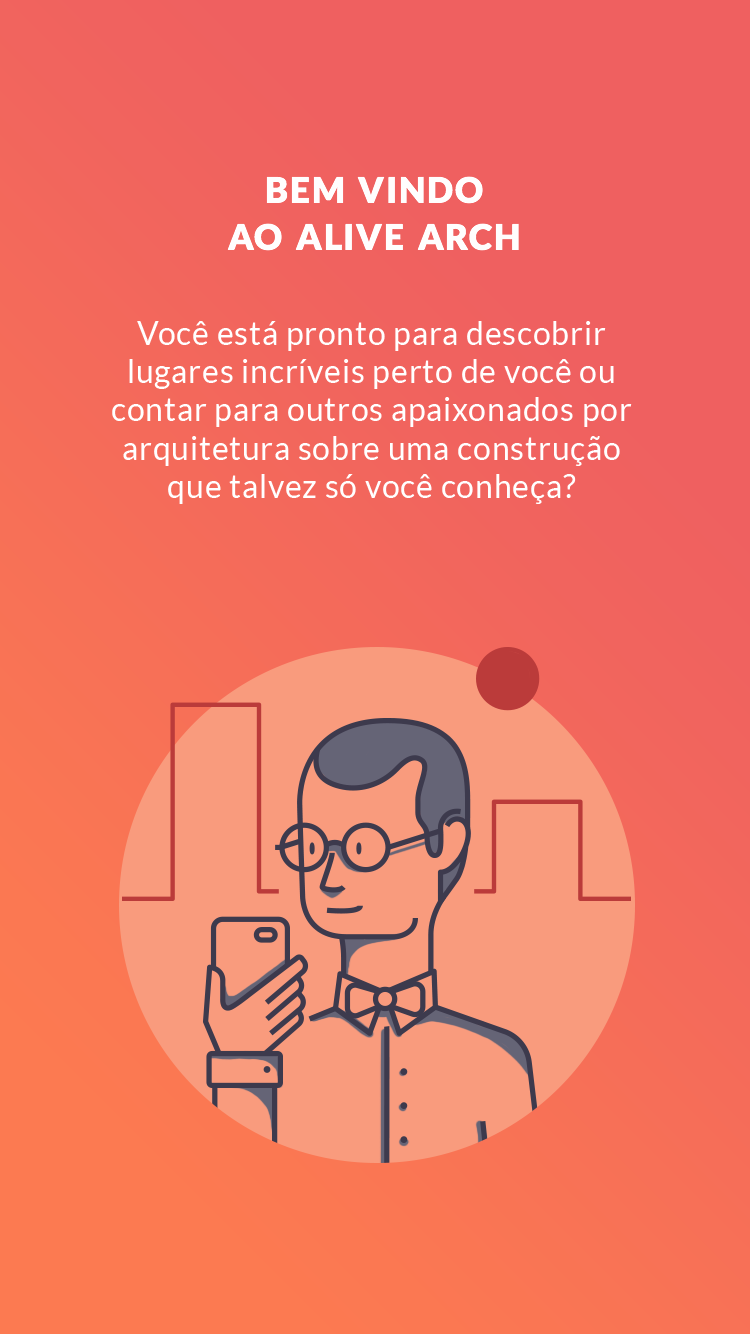 BEM VINDO
AO ALIVE ARCH
Você está pronto para descobrir
lugares incríveis perto de você ou
contar para outros apaixonados por
arquitetura sobre uma construção
que talvez só você conheça?